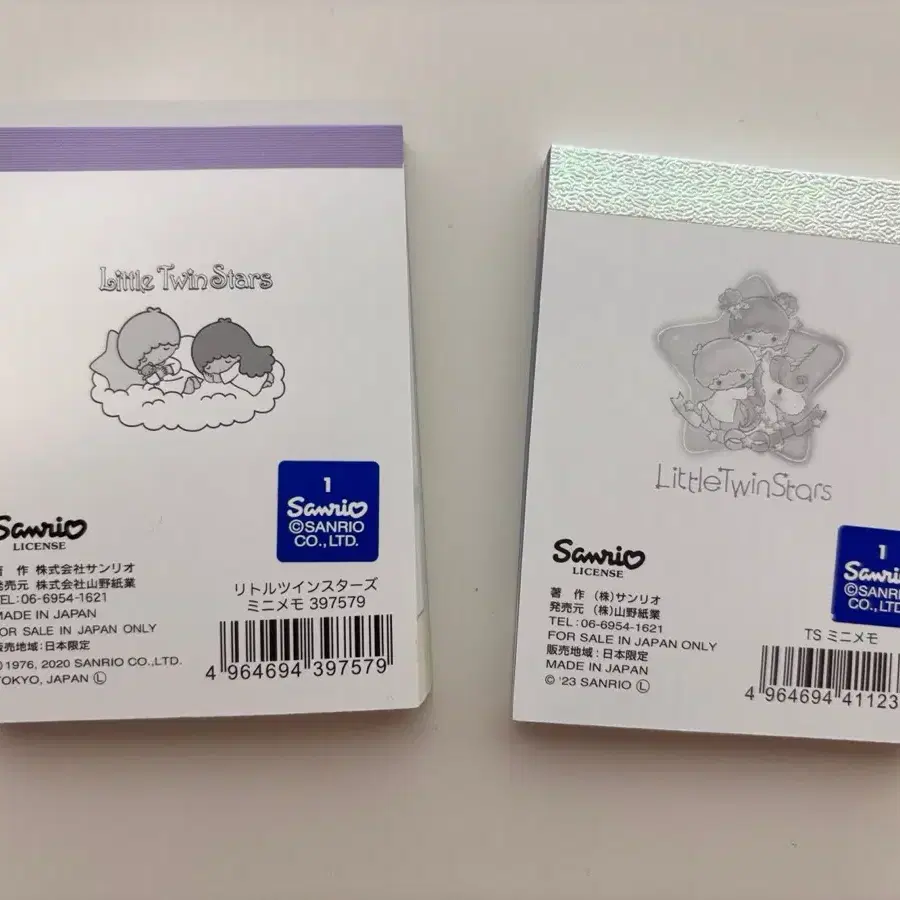 Little Twin Stars
1
Sanrio
©SANRIO
CO.,LTD.
Sanrio
LICENSE
著 作 株式会社サンリオ
発売元 株式会社山野紙業
TEL:06-6954-1621
MADE IN JAPAN
FOR SALE IN JAPAN ONLY
販売地域:日本限定
©1976, 2020 SANRIO CO.,LTD.
TOKYO, JAPAN Ⓛ
リトルツインスターズ
ミニメモ 397579
4 964694 397579
LittleTwinStars
Sanrio
LICENSE
著 作 (株)サンリオ
発売元 (株)山野紙業
TEL:06-6954-1621
FOR SALE IN JAPAN ONLY
販売地域:日本限定
MADE IN JAPAN
© '23 SANRIO Ⓛ
1
Sanrio
©SANRIO
CO., LTD.
TS ミニメモ
4 964694 41123